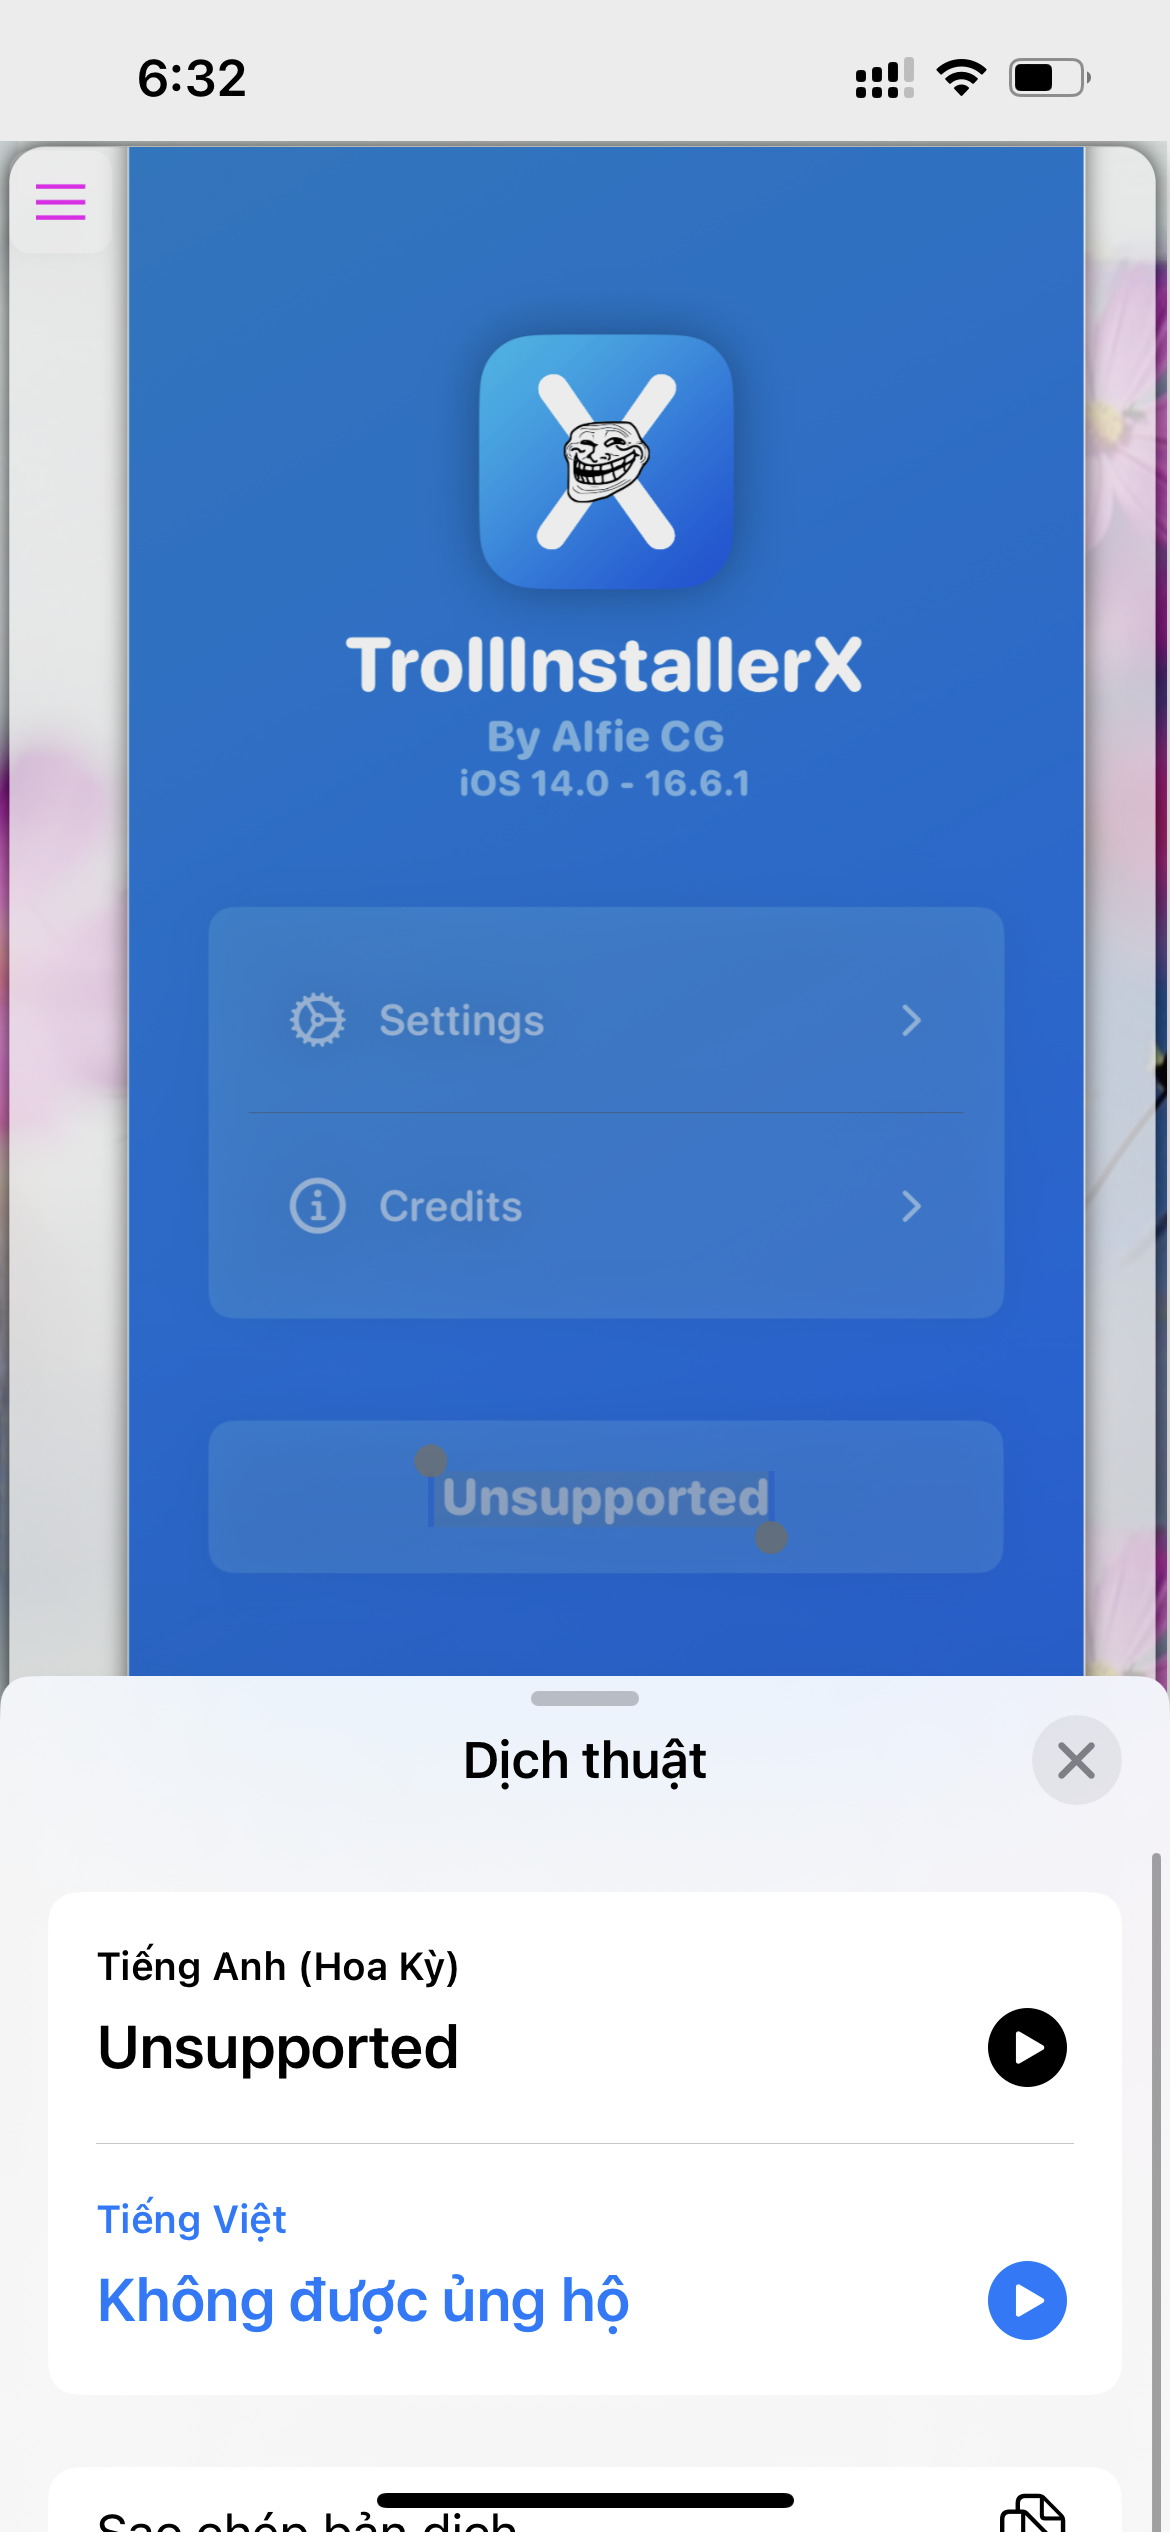 6:32
TrollInstallerX
By Alfie CG
iOS 14.0 - 16.6.1
Settings
Credits
Unsupported
Dịch thuật
Tiếng Anh (Hoa Kỳ)
Unsupported
Tiếng Việt
Không được ủng hộ
Sao chép bản dịch